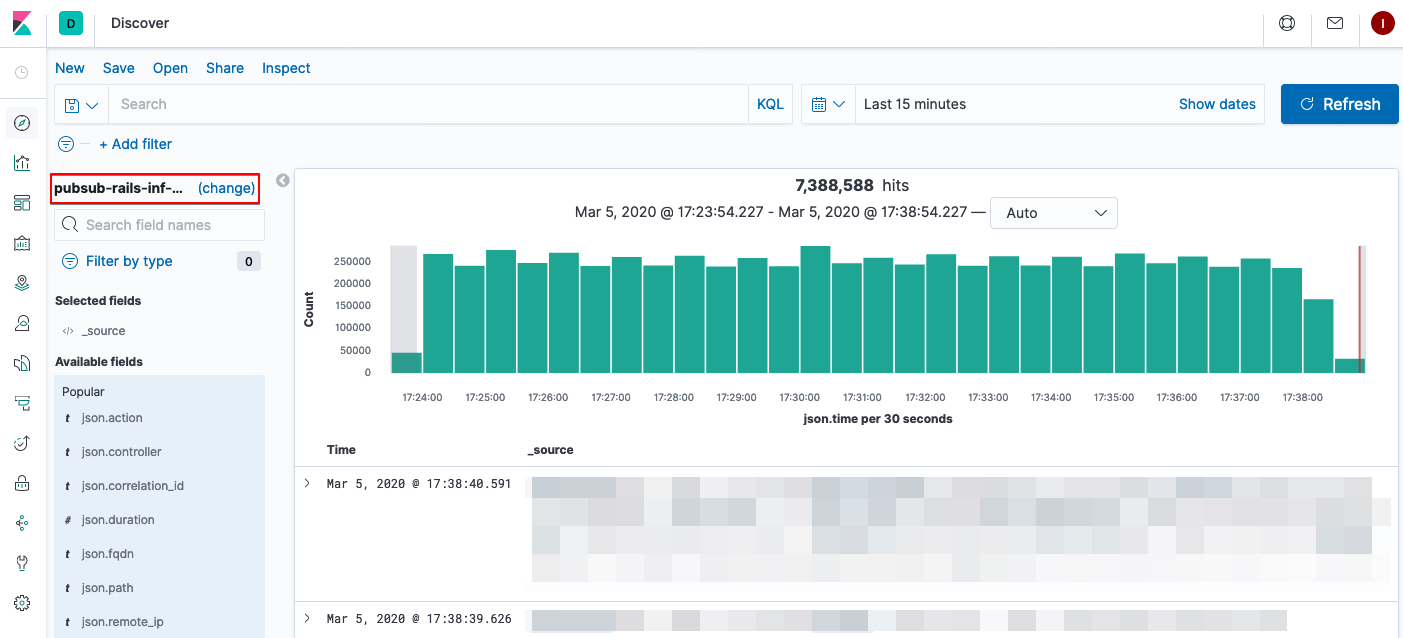 D Discover I
New Save Open Share Inspect
Search KQL Last 15 minutes Show dates Refresh
+ Add filter
pubsub-rails-inf-... (change)
Search field names
Filter by type 0
Selected fields
</> _source
Available fields
Popular
t json.action
t json.controller
t json.correlation_id
# json.duration
t json.fqdn
t json.path
t json.remote_ip
7,388,588 hits
Mar 5, 2020 @ 17:23:54.227 - Mar 5, 2020 @ 17:38:54.227 — Auto
Count
250000
200000
150000
100000
50000
0
17:24:00 17:25:00 17:26:00 17:27:00 17:28:00 17:29:00 17:30:00 17:31:00 17:32:00 17:33:00 17:34:00 17:35:00 17:36:00 17:37:00 17:38:00
json.time per 30 seconds
Time _source
Mar 5, 2020 @ 17:38:40.591
Mar 5, 2020 @ 17:38:39.626